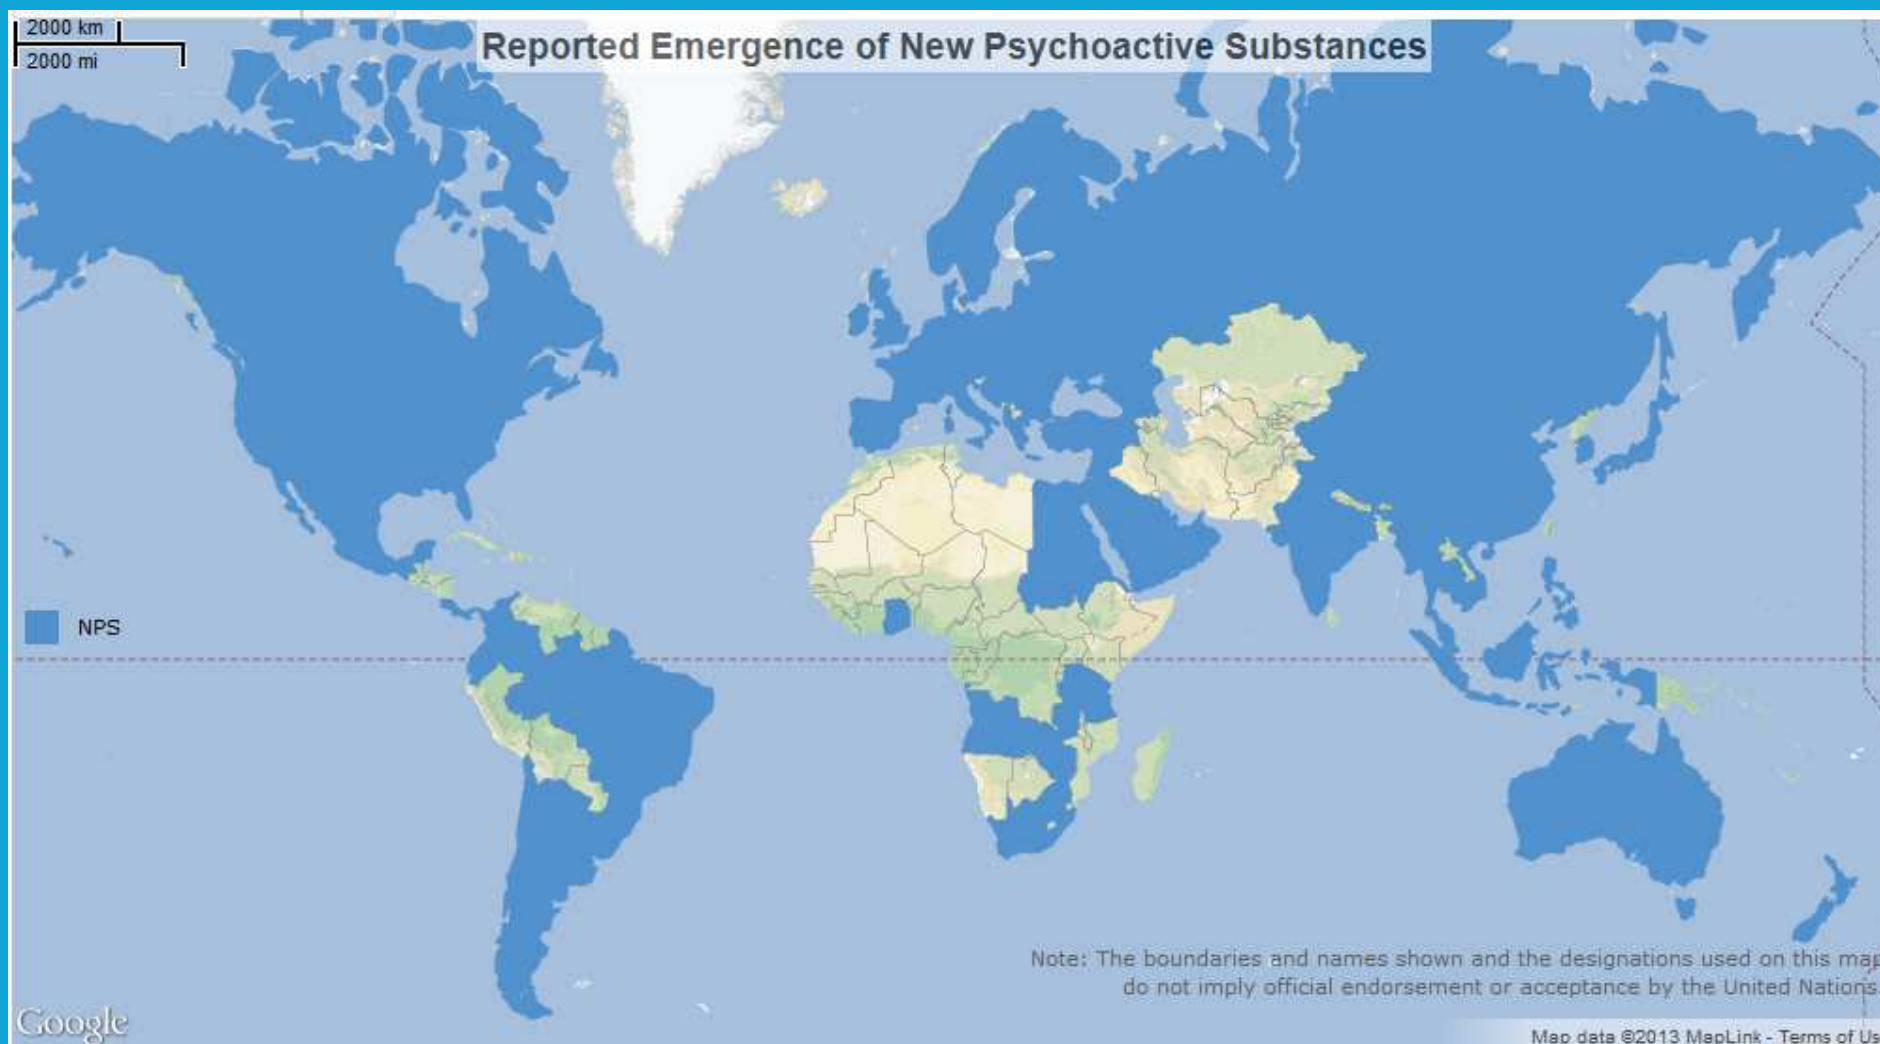 2000 km
2000 mi
Reported Emergence of New Psychoactive Substances
NPS
Note: The boundaries and names shown and the designations used on this map
do not imply official endorsement or acceptance by the United Nations.
Google
Map data ©2013 MapLink - Terms of Us